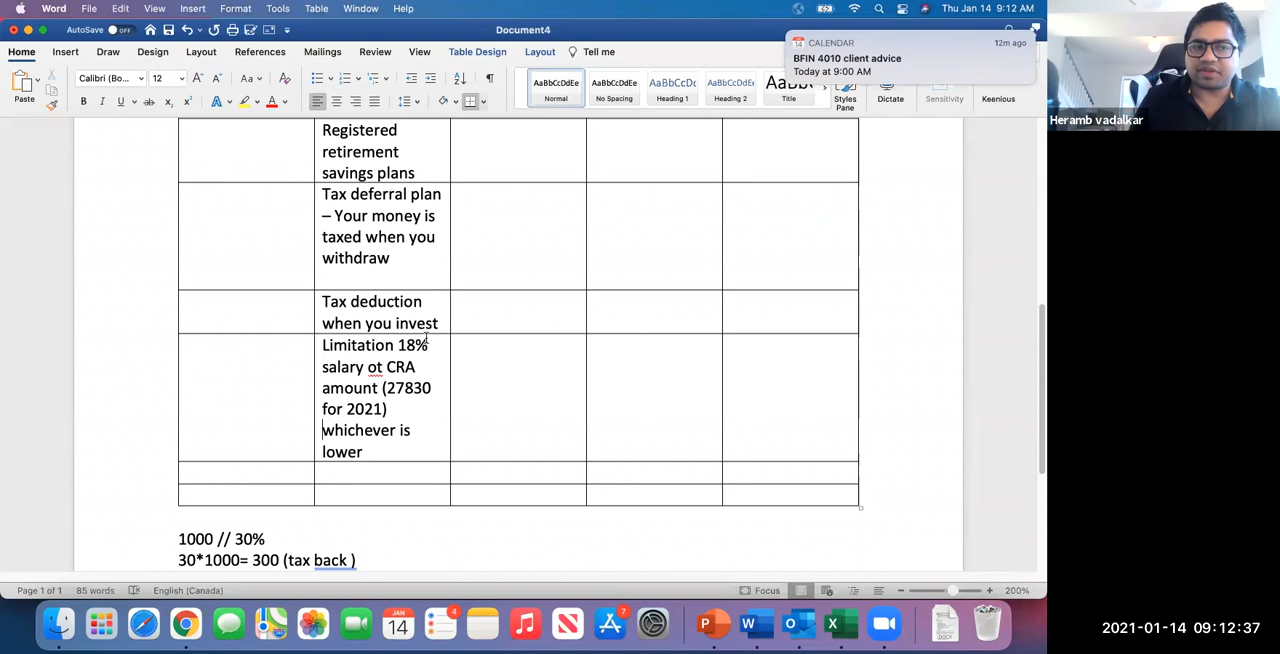 Word File Edit View Insert Format Tools Table Window Help Thu Jan 14 9:12 AM
AutoSave OFF Document4
Home Insert Draw Design Layout References Mailings Review View Table Design Layout Tell me
CALENDAR 12m ago
BFIN 4010 client advice
Today at 9:00 AM
Paste
Calibri (Bo... 12
AaBbCcDdEe AaBbCcDdEe AaBbCcDc AaBbCcDdEe AaBb
Normal No Spacing Heading 1 Heading 2 Title
Styles Pane
Dictate
Sensitivity
Keenious
Heramb vadalkar
Registered
retirement
savings plans
Tax deferral plan
– Your money is
taxed when you
withdraw
Tax deduction
when you invest
Limitation 18%
salary ot CRA
amount (27830
for 2021)
whichever is
lower
1000 // 30%
30*1000= 300 (tax back )
Page 1 of 1 85 words English (Canada) Focus 200%
JAN
14
4
7
DOCX
2021-01-14 09:12:37